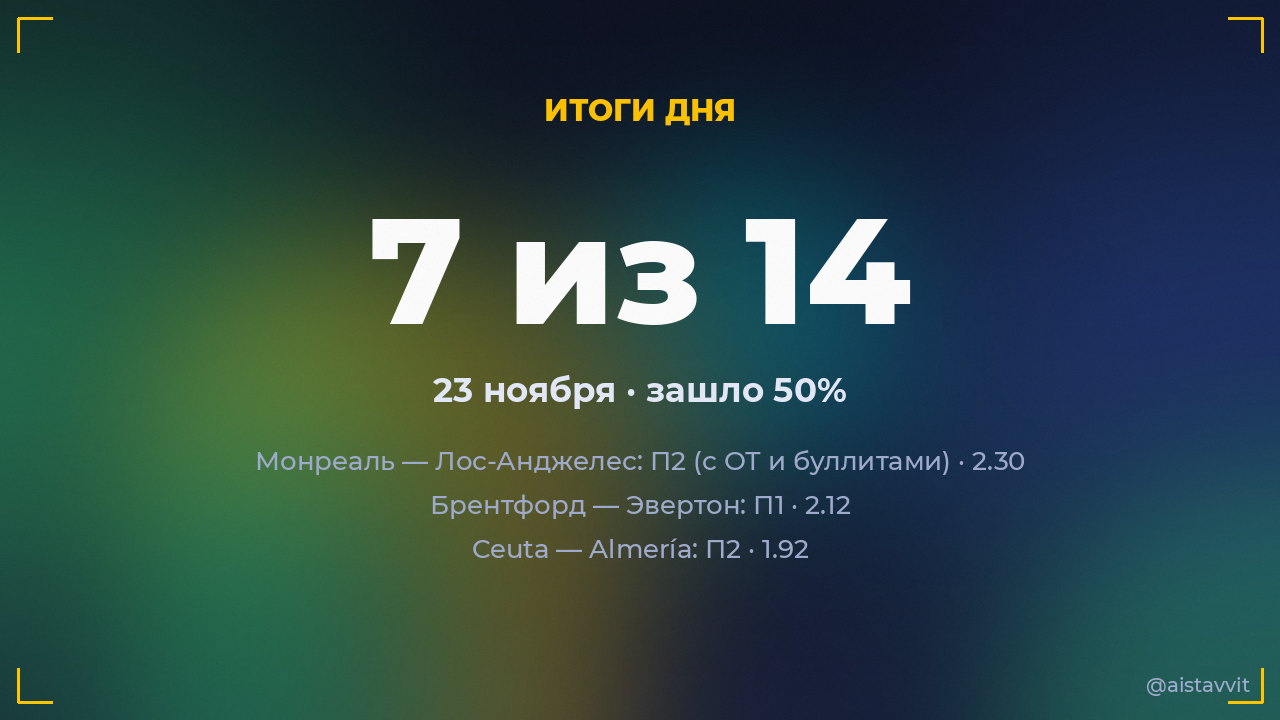 ИТОГИ ДНЯ
7 из 14
23 ноября · зашло 50%
Монреаль — Лос-Анджелес: П2 (с ОТ и буллитами) · 2.30
Брентфорд — Эвертон: П1 · 2.12
Ceuta — Almería: П2 · 1.92
@aistavvit